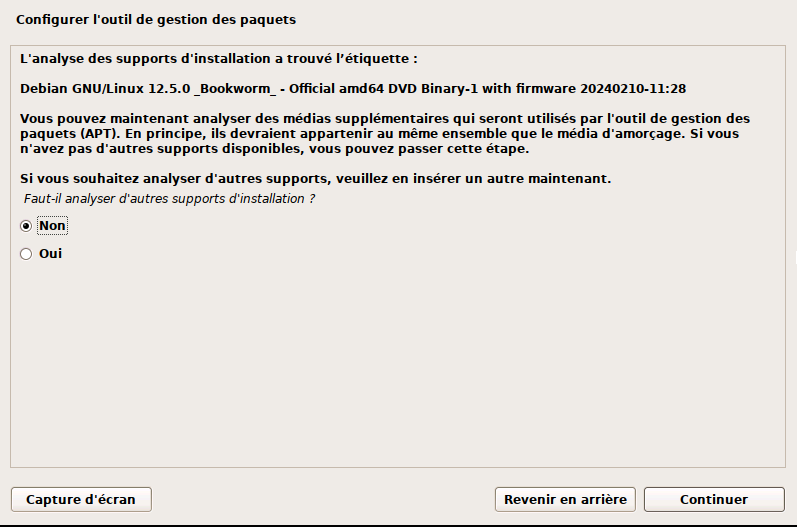 Configurer l'outil de gestion des paquets
L'analyse des supports d'installation a trouvé l’étiquette :
Debian GNU/Linux 12.5.0 _Bookworm_ - Official amd64 DVD Binary-1 with firmware 20240210-11:28
Vous pouvez maintenant analyser des médias supplémentaires qui seront utilisés par l'outil de gestion des
paquets (APT). En principe, ils devraient appartenir au même ensemble que le média d'amorçage. Si vous
n'avez pas d'autres supports disponibles, vous pouvez passer cette étape.
Si vous souhaitez analyser d'autres supports, veuillez en insérer un autre maintenant.
Faut-il analyser d'autres supports d'installation ?
Non
Oui
Capture d'écran
Revenir en arrière
Continuer